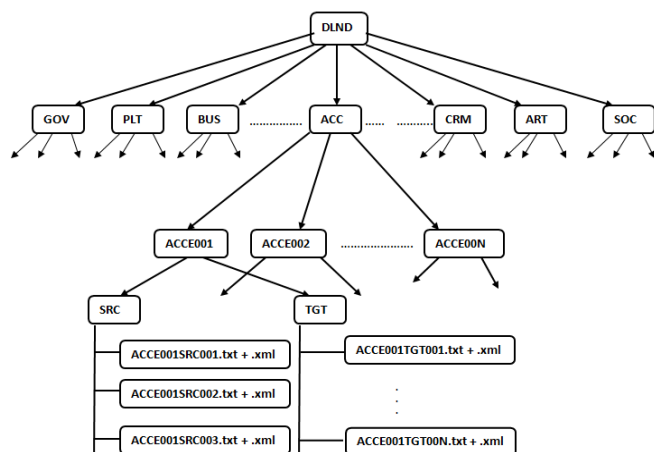 DLND
GOV PLT BUS ................ ACC ...... ........... CRM ART SOC
ACCE001 ACCE002 ...................... ACCE00N
SRC TGT
ACCE001SRC001.txt + .xml ACCE001TGT001.txt + .xml
ACCE001SRC002.txt + .xml
.
.
.
ACCE001SRC003.txt + .xml ACCE001TGT00N.txt + .xml